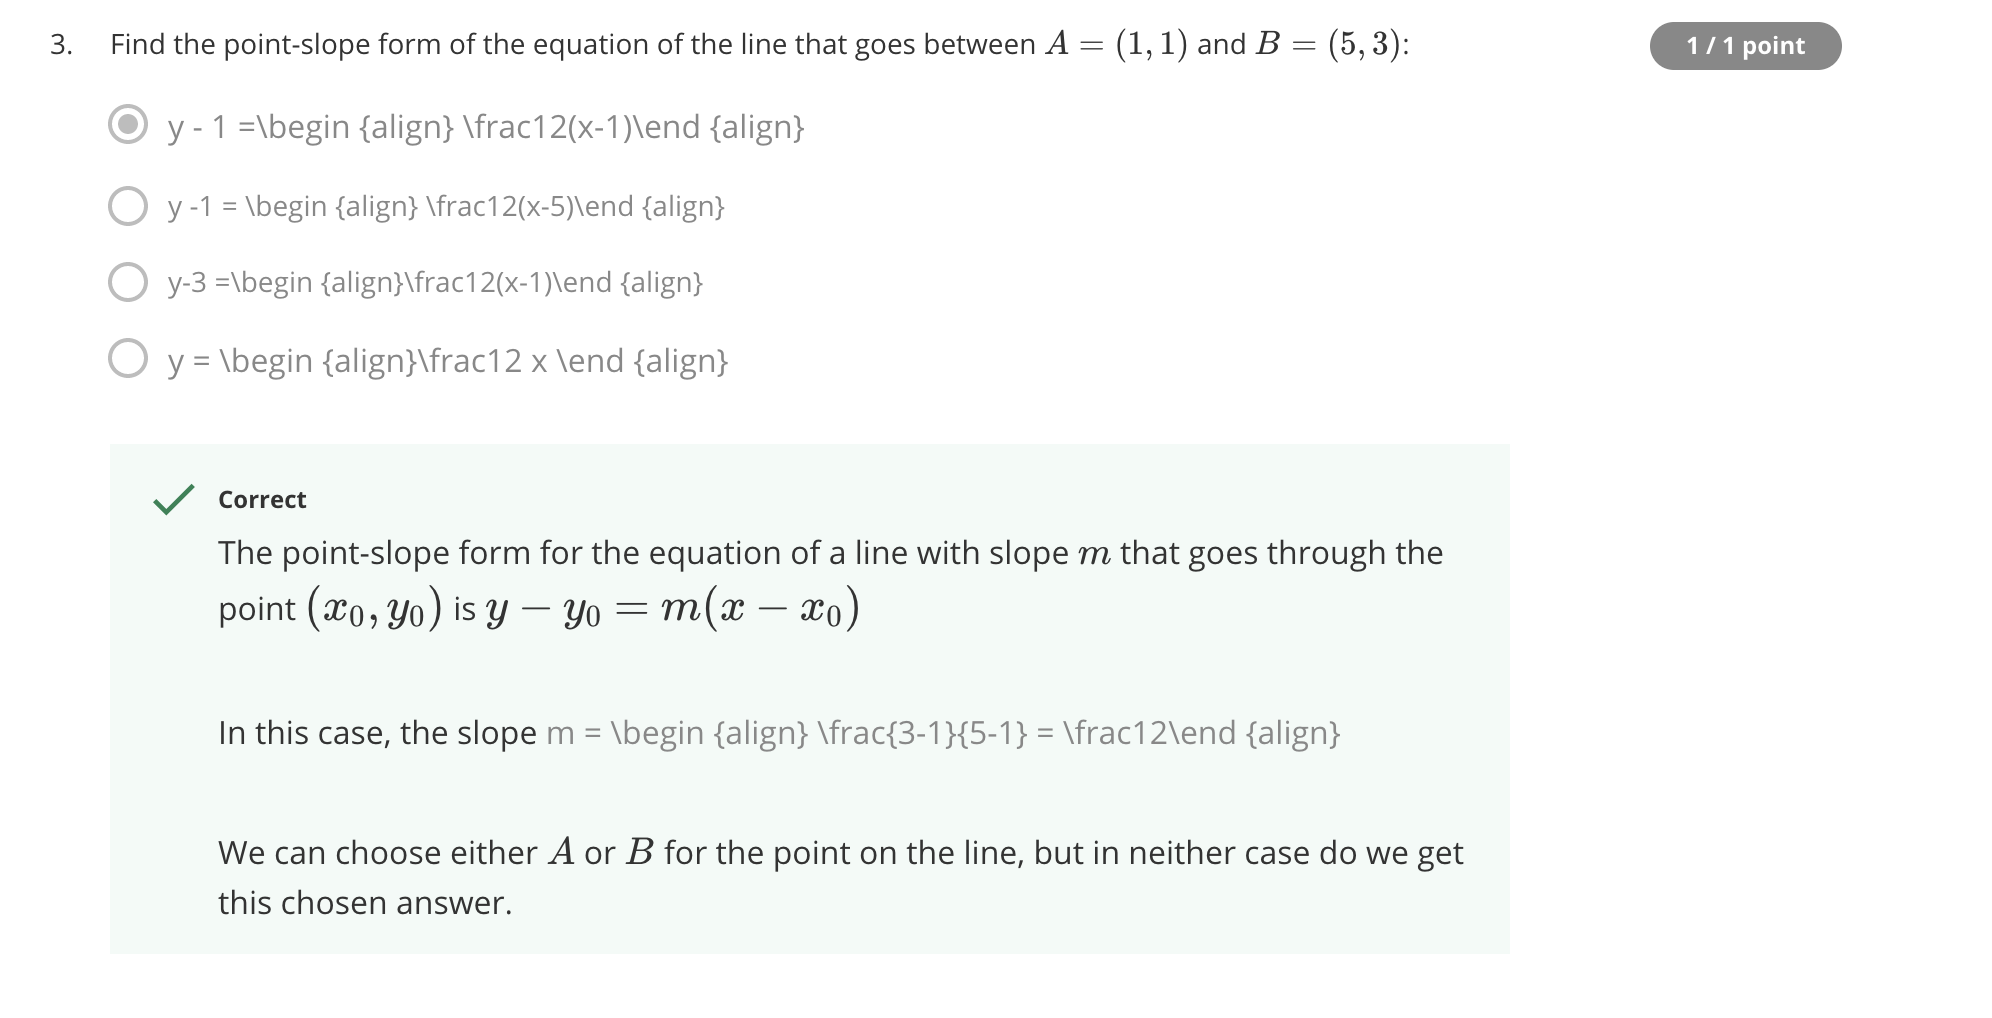 3. Find the point-slope form of the equation of the line that goes between A = (1, 1) and B = (5, 3): 1 / 1 point
y - 1 =\begin {align} \frac12(x-1)\end {align}
y -1 = \begin {align} \frac12(x-5)\end {align}
y-3 =\begin {align}\frac12(x-1)\end {align}
y = \begin {align}\frac12 x \end {align}
Correct
The point-slope form for the equation of a line with slope m that goes through the
point (x₀, y₀) is y − y₀ = m(x − x₀)
In this case, the slope m = \begin {align} \frac{3-1}{5-1} = \frac12\end {align}
We can choose either A or B for the point on the line, but in neither case do we get
this chosen answer.